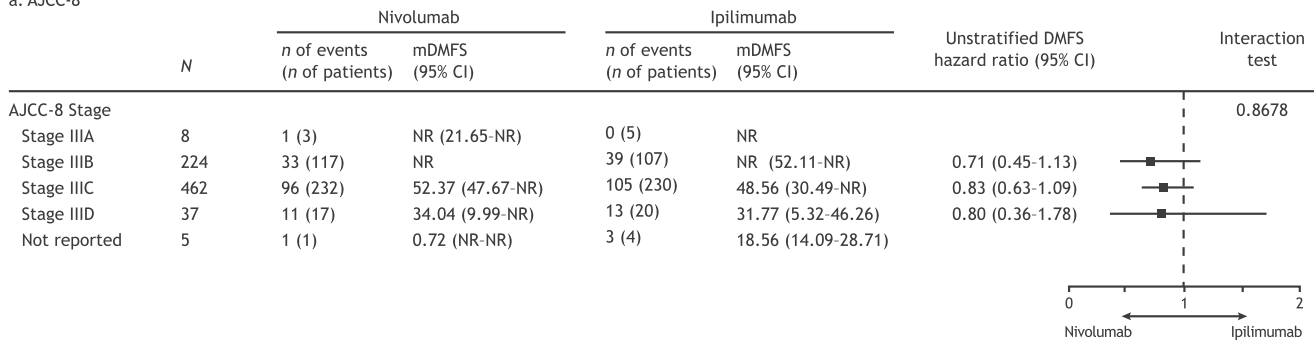 a. AJCC-8
Nivolumab Ipilimumab
N n of events (n of patients) mDMFS (95% CI) n of events (n of patients) mDMFS (95% CI) Unstratified DMFS hazard ratio (95% CI) Interaction test
AJCC-8 Stage 0.8678
Stage IIIA 8 1 (3) NR (21.65–NR) 0 (5) NR
Stage IIIB 224 33 (117) NR 39 (107) NR (52.11–NR) 0.71 (0.45–1.13)
Stage IIIC 462 96 (232) 52.37 (47.67–NR) 105 (230) 48.56 (30.49–NR) 0.83 (0.63–1.09)
Stage IIID 37 11 (17) 34.04 (9.99–NR) 13 (20) 31.77 (5.32–46.26) 0.80 (0.36–1.78)
Not reported 5 1 (1) 0.72 (NR–NR) 3 (4) 18.56 (14.09–28.71)
0 1 2
Nivolumab Ipilimumab